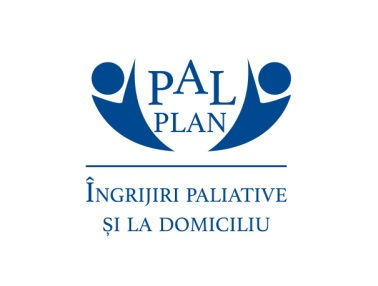 PAL
PLAN
ÎNGRIJIRI PALIATIVE
ȘI LA DOMICILIU